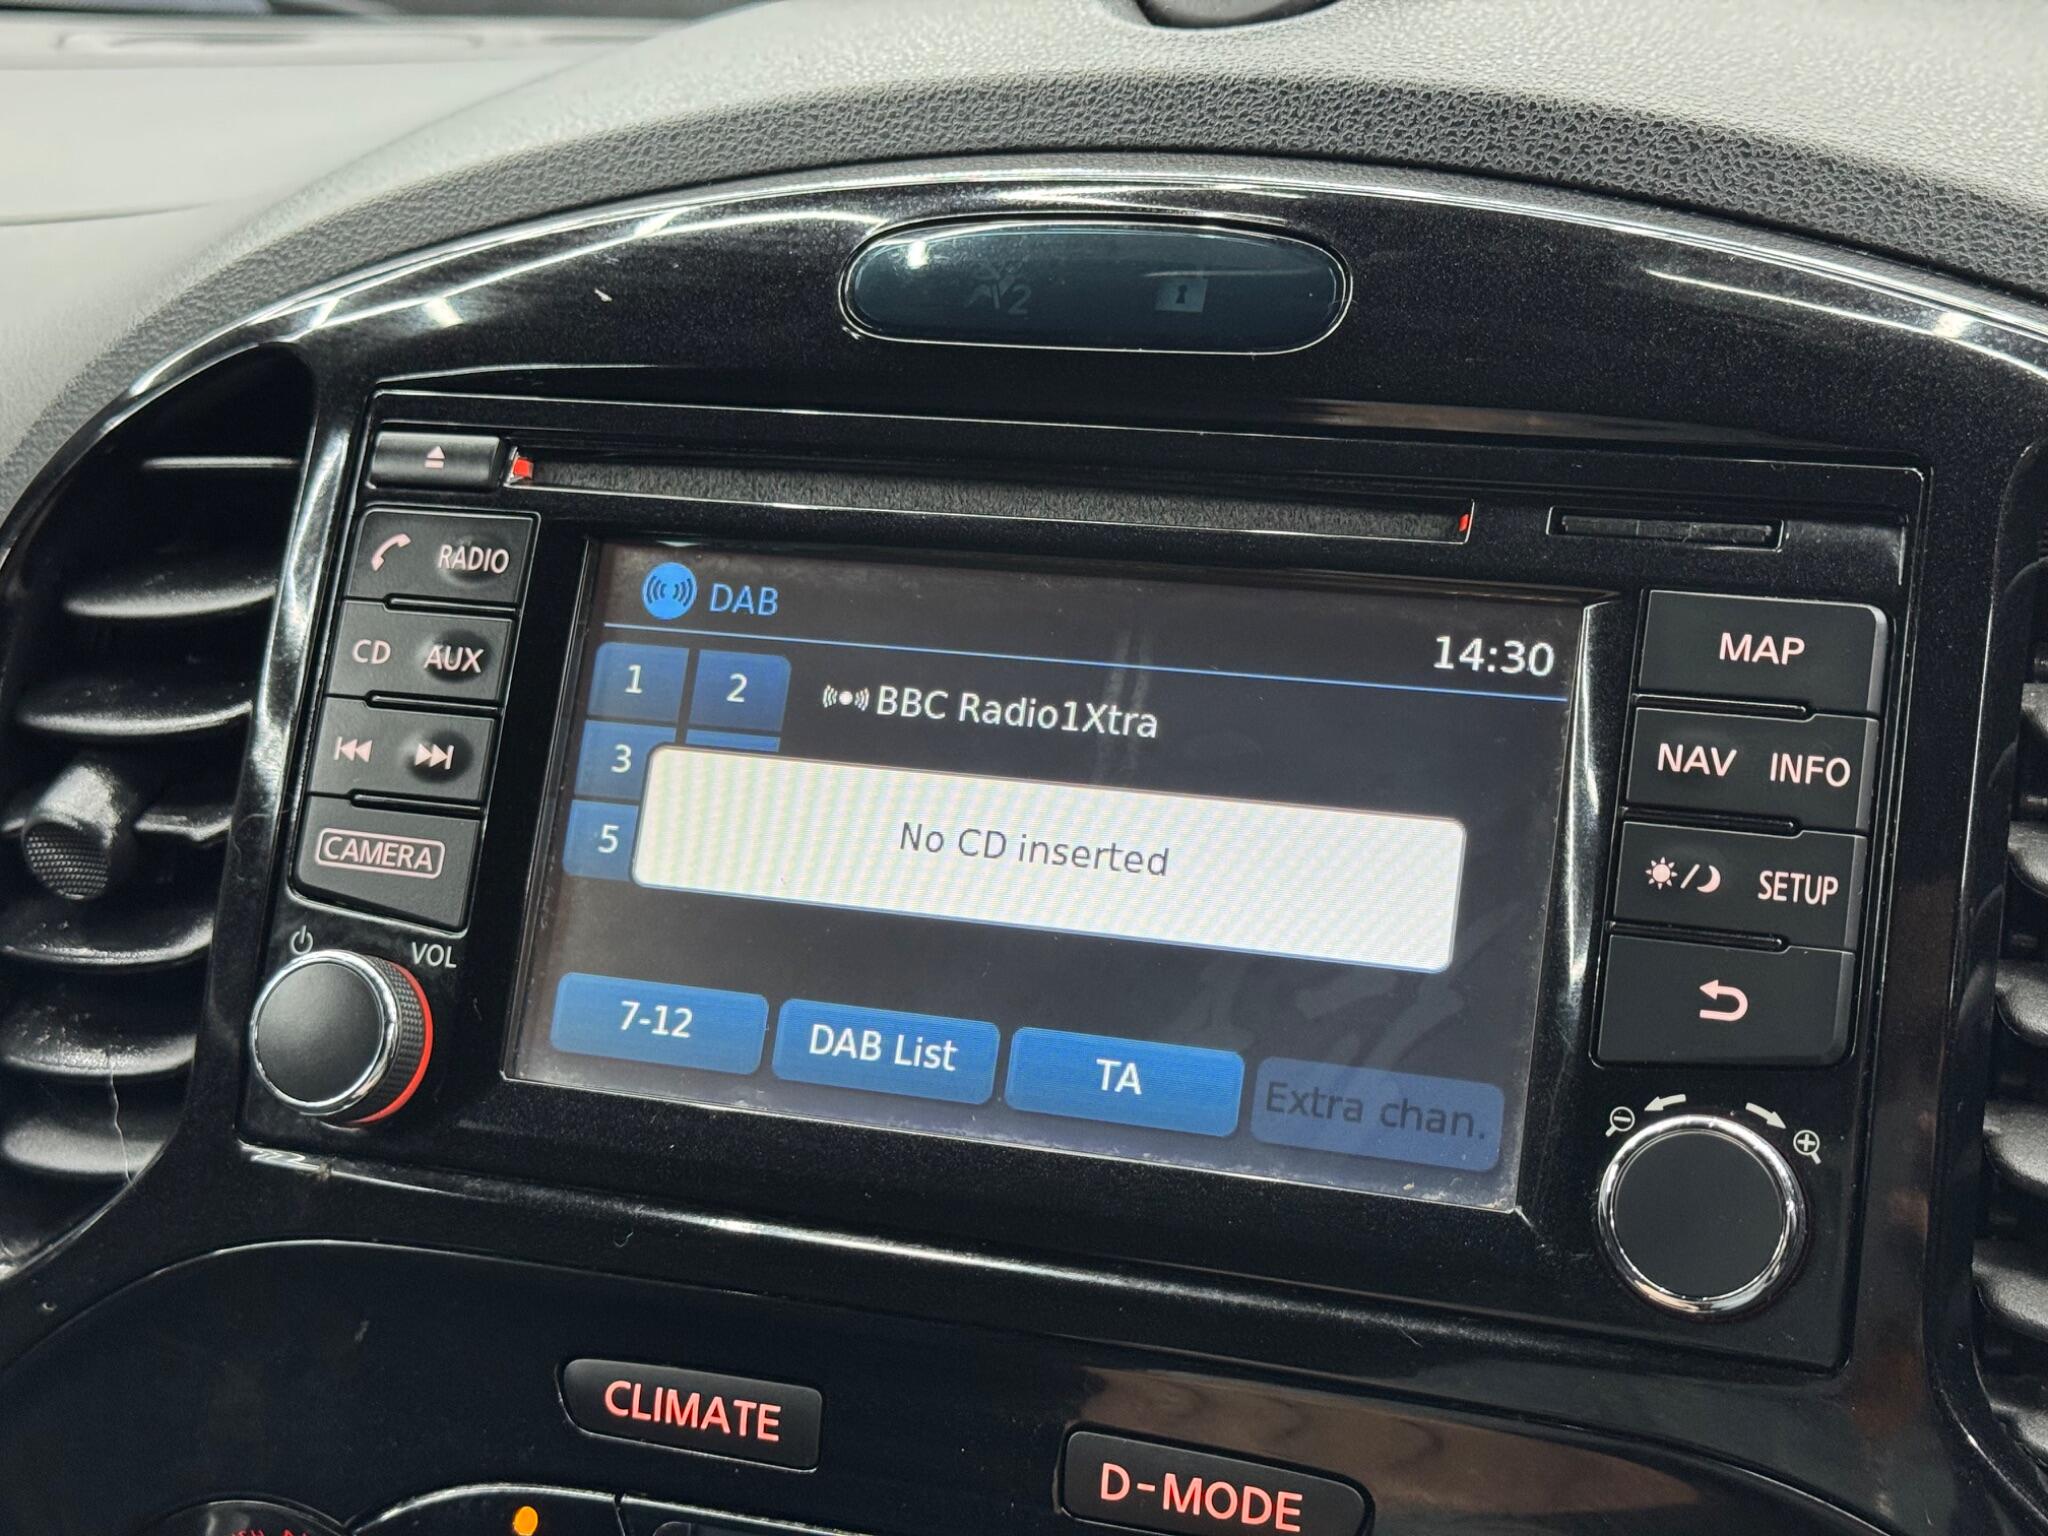 2
RADIO
CD AUX
CAMERA
VOL
DAB
14:30
1 2
BBC Radio1Xtra
3
No CD inserted
5
7-12
DAB List
TA
Extra chan.
MAP
NAV INFO
SETUP
CLIMATE
D-MODE